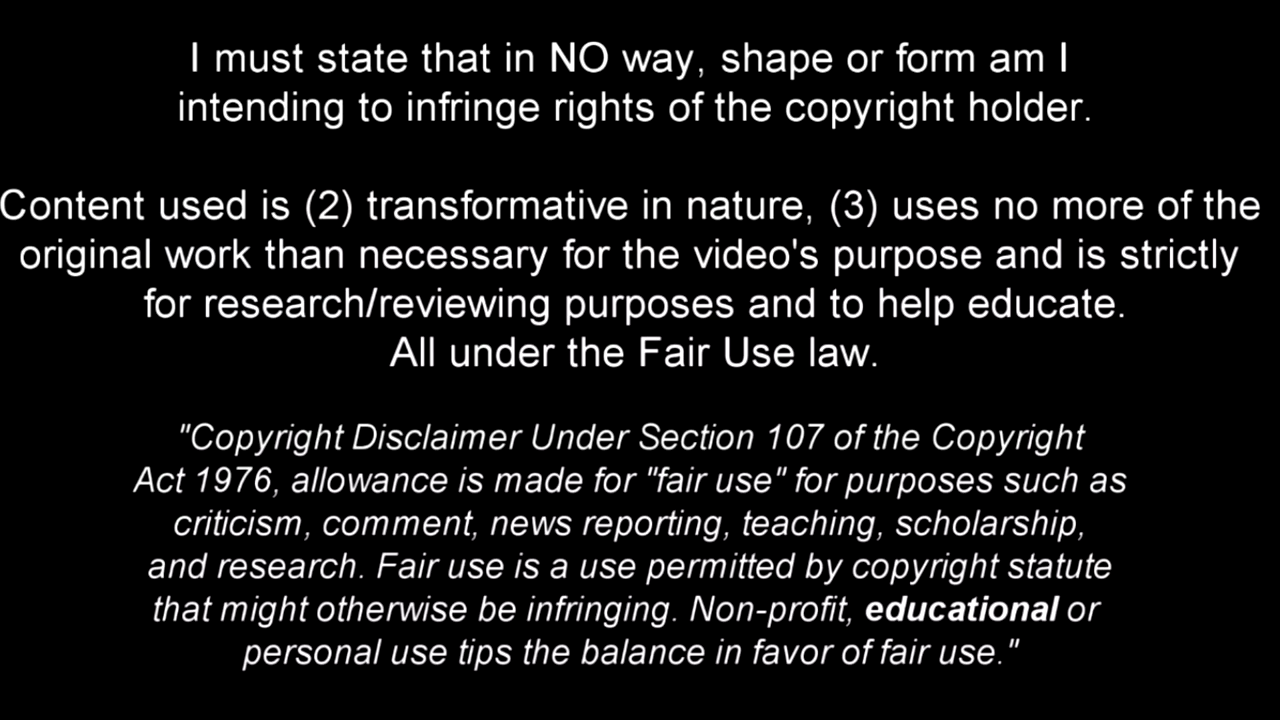 I must state that in NO way, shape or form am I
intending to infringe rights of the copyright holder.
Content used is (2) transformative in nature, (3) uses no more of the
original work than necessary for the video's purpose and is strictly
for research/reviewing purposes and to help educate.
All under the Fair Use law.
"Copyright Disclaimer Under Section 107 of the Copyright
Act 1976, allowance is made for "fair use" for purposes such as
criticism, comment, news reporting, teaching, scholarship,
and research. Fair use is a use permitted by copyright statute
that might otherwise be infringing. Non-profit, educational or
personal use tips the balance in favor of fair use."